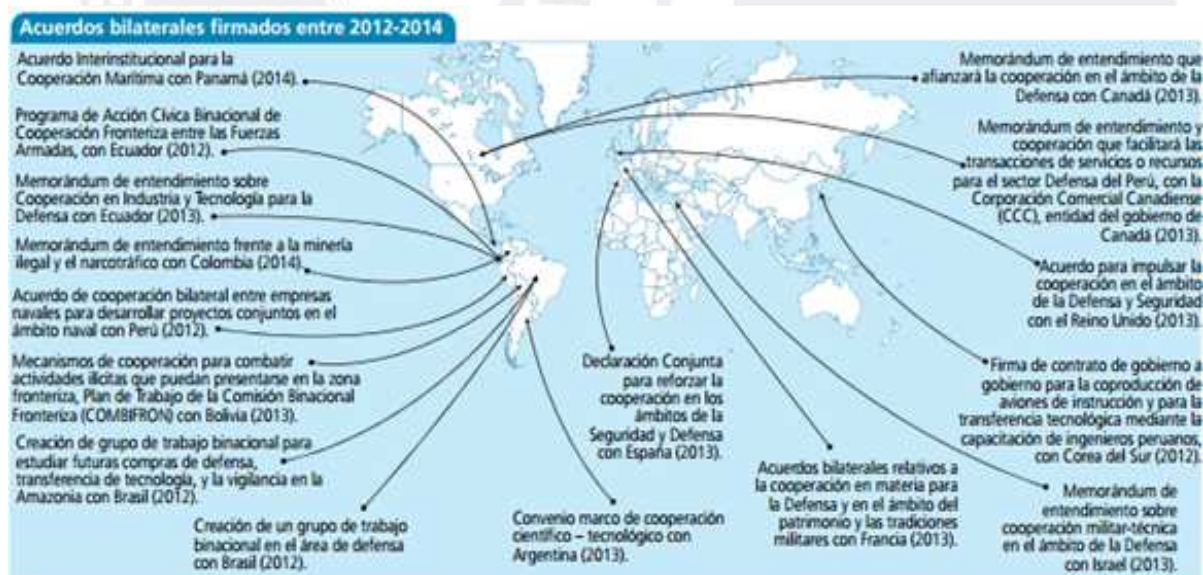 Acuerdos bilaterales firmados entre 2012-2014
Acuerdo Interinstitucional para la
Cooperación Marítima con Panamá (2014).
Programa de Acción Cívica Binacional de
Cooperación Fronteriza entre las Fuerzas
Armadas, con Ecuador (2012).
Memorándum de entendimiento sobre
Cooperación en Industria y Tecnología para la
Defensa con Ecuador (2013).
Memorándum de entendimiento frente a la minería
ilegal y el narcotráfico con Colombia (2014).
Acuerdo de cooperación bilateral entre empresas
navales para desarrollar proyectos conjuntos en el
ámbito naval con Perú (2012).
Mecanismos de cooperación para combatir
actividades ilícitas que puedan presentarse en la zona
fronteriza, Plan de Trabajo de la Comisión Binacional
Fronteriza (COMBIFRON) con Bolivia (2013).
Creación de grupo de trabajo binacional para
estudiar futuras compras de defensa,
transferencia de tecnología, y la vigilancia en la
Amazonia con Brasil (2012).
Creación de un grupo de trabajo
binacional en el área de defensa
con Brasil (2012).
Convenio marco de cooperación
científico – tecnológico con
Argentina (2013).
Declaración Conjunta
para reforzar la
cooperación en los
ámbitos de la
Seguridad y Defensa
con España (2013).
Acuerdos bilaterales relativos a
la cooperación en materia para
la Defensa y en el ámbito del
patrimonio y las tradiciones
militares con Francia (2013).
Memorándum de entendimiento que
afianzará la cooperación en el ámbito de la
Defensa con Canadá (2013).
Memorándum de entendimiento y
cooperación que facilitará las
transacciones de servicios o recursos
para el sector Defensa del Perú, con la
Corporación Comercial Canadiense
(CCC), entidad del gobierno de
Canadá (2013).
Acuerdo para impulsar la
cooperación en el ámbito
de la Defensa y Seguridad
con el Reino Unido (2013).
Firma de contrato de gobierno a
gobierno para la coproducción de
aviones de instrucción y para la
transferencia tecnológica mediante la
capacitación de ingenieros peruanos,
con Corea del Sur (2012).
Memorándum de
entendimiento sobre
cooperación militar-técnica
en el ámbito de la Defensa
con Israel (2013).